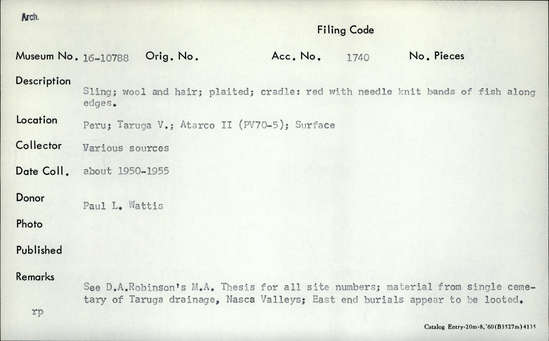 Arch.
Filing Code
Museum No. 16-10788 Orig. No. Acc. No. 1740 No. Pieces
Description
Sling; wool and hair; plaited; cradle: red with needle knit bands of fish along
edges.
Location
Peru; Taruga V.; Atarco II (PV70-5); Surface
Collector
Various sources
Date Coll. about 1950-1955
Donor
Paul L. Wattis
Photo
Published
Remarks
See D.A.Robinson's M.A. Thesis for all site numbers; material from single ceme-
tary of Taruga drainage, Nasca Valleys; East end burials appear to be looted.
rp
Catalog Entry-20m-8,'60(B1527m)4135